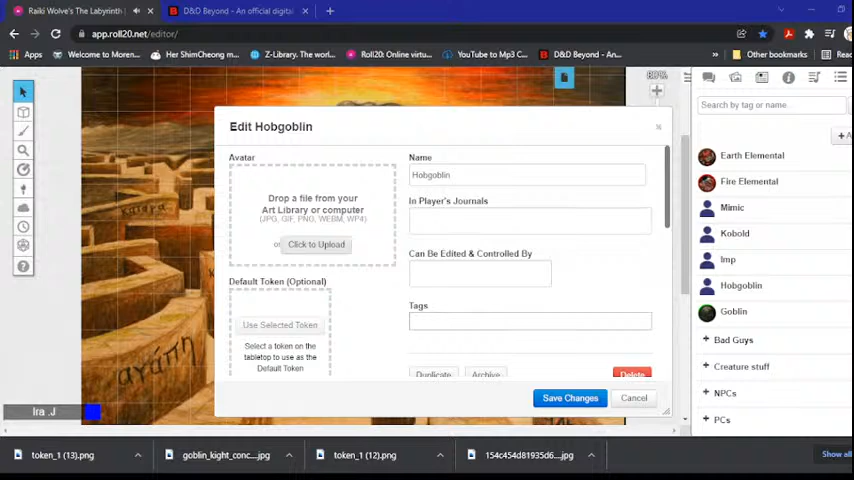 Raiki Wolve's The Labyrinth |
D&D Beyond - An official digita
app.roll20.net/editor/
Apps
Welcome to Moren...
Her ShimCheong m...
Z-Library. The worl...
Roll20: Online virtu...
YouTube to Mp3 C...
D&D Beyond - An...
»
Other bookmarks
Rea
80%
Search by tag or name
+ A
Edit Hobgoblin
×
Avatar
Drop a file from your
Art Library or computer
(JPG, GIF, PNG, WEBM, WP4)
or
Click to Upload
Default Token (Optional)
Use Selected Token
Select a token on the
tabletop to use as the
Default Token
Name
Hobgoblin
In Player's Journals
Can Be Edited & Controlled By
Tags
Duplicate
Archive
Delete
Save Changes
Cancel
Earth Elemental
Fire Elemental
Mimic
Kobold
Imp
Hobgoblin
Goblin
+ Bad Guys
+ Creature stuff
+ NPCs
+ PCs
αγάπη
Ira .J
token_1 (13).png
goblin_kight_conc....jpg
token_1 (12).png
154c454d81935d6....jpg
Show all